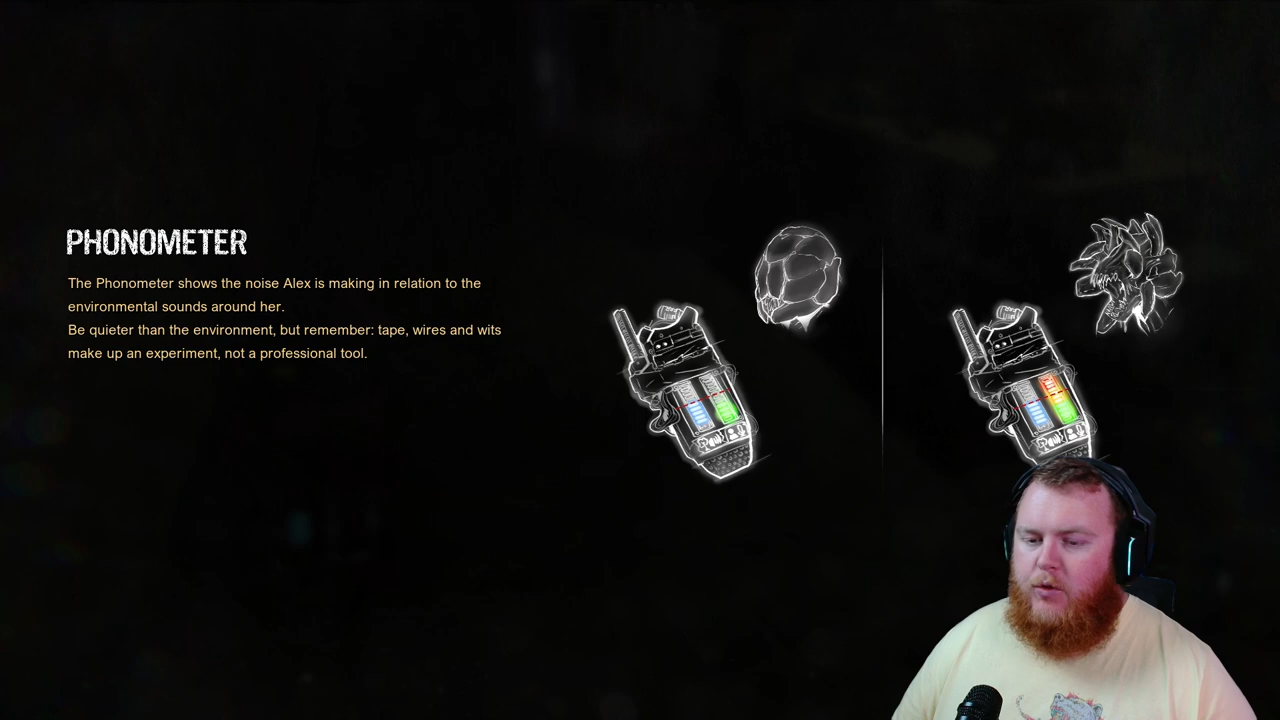 PHONOMETER
The Phonometer shows the noise Alex is making in relation to the
environmental sounds around her.
Be quieter than the environment, but remember: tape, wires and wits
make up an experiment, not a professional tool.